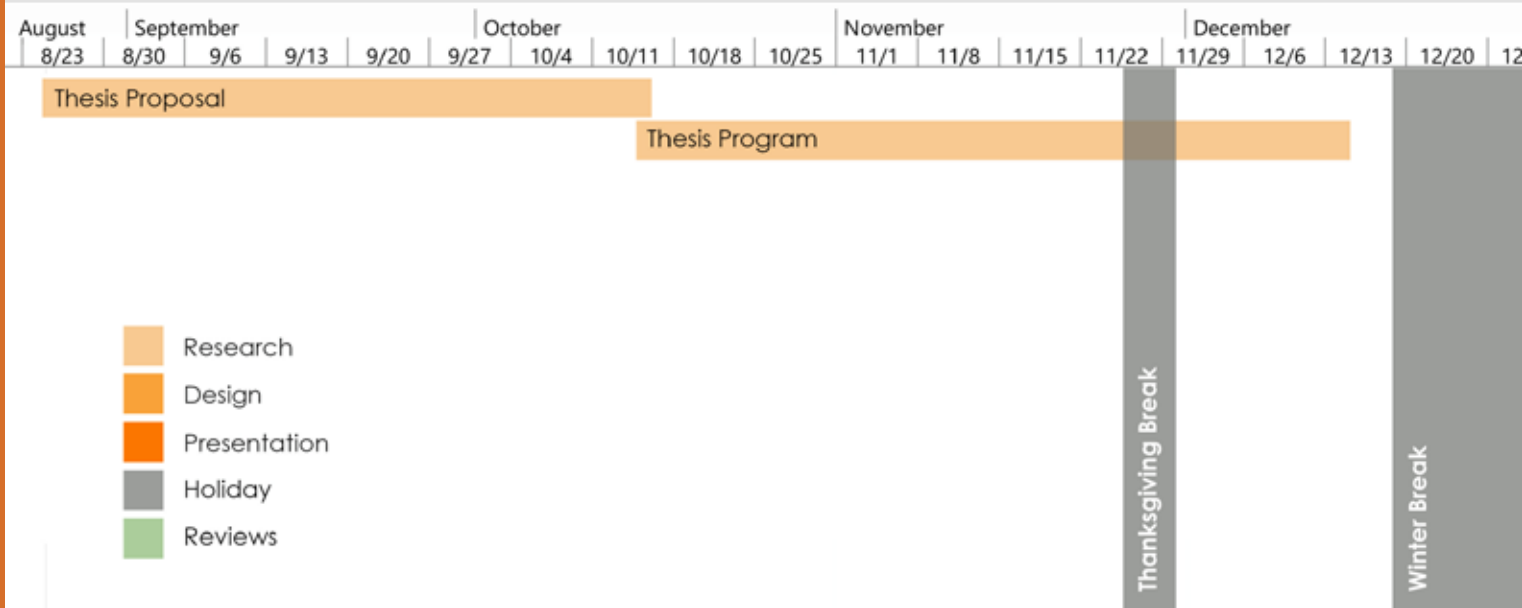 August September October November December
8/23 8/30 9/6 9/13 9/20 9/27 10/4 10/11 10/18 10/25 11/1 11/8 11/15 11/22 11/29 12/6 12/13 12/20 12
Thesis Proposal
Thesis Program
Research
Design
Presentation
Holiday
Reviews
Thanksgiving Break
Winter Break